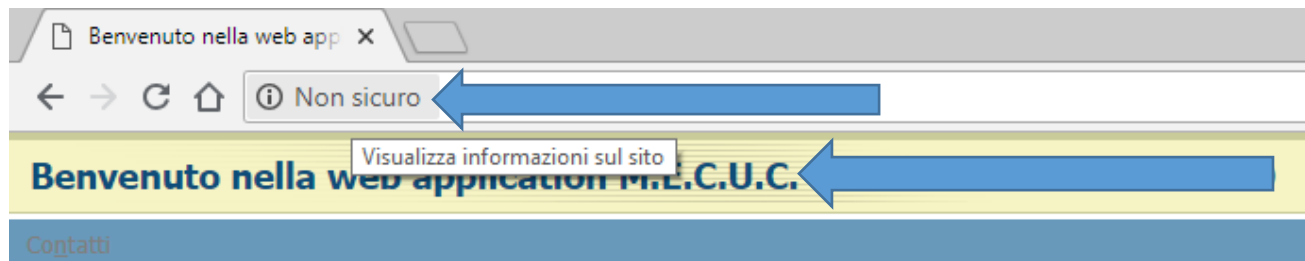 Benvenuto nella web app
Non sicuro
Visualizza informazioni sul sito
Benvenuto nella web application M.E.C.U.C.
Contatti